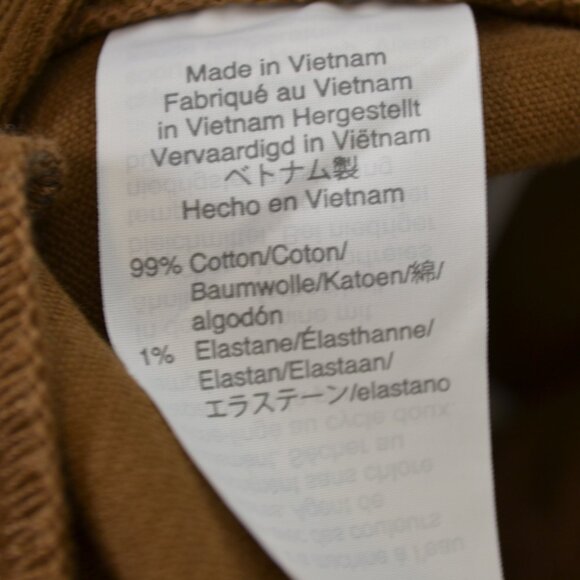 Made in Vietnam
Fabriqué au Vietnam
in Vietnam Hergestellt
Vervaardigd in Viëtnam
ベトナム製
Hecho en Vietnam
99% Cotton/Coton/
Baumwolle/Katoen/綿/
algodón
1% Elastane/Élasthanne/
Elastan/Elastaan/
エラステーン/elastano